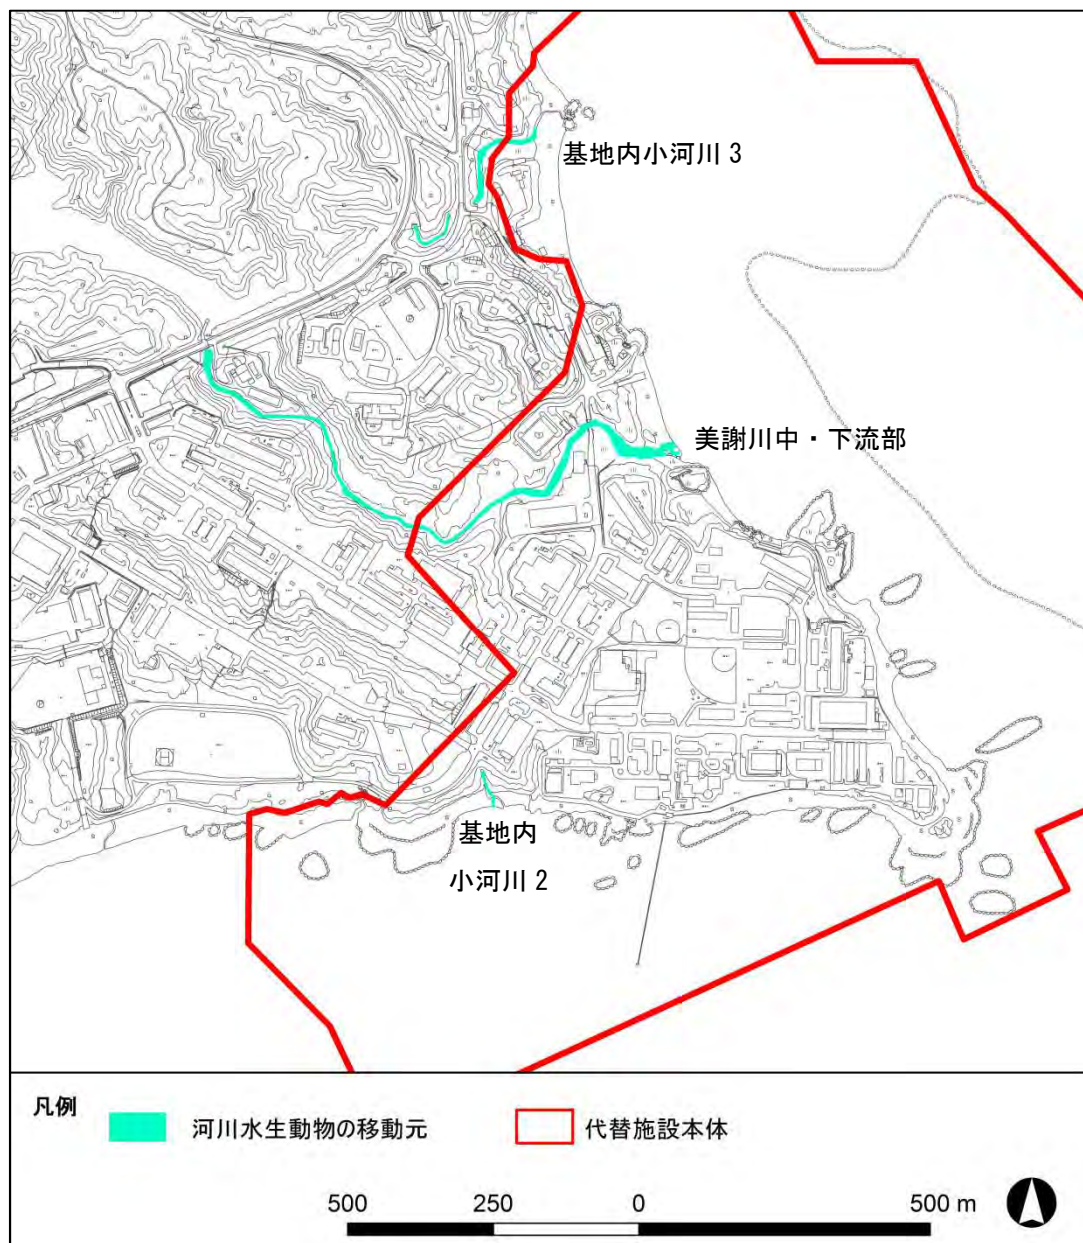 基地内小河川 3
美謝川中・下流部
基地内
小河川 2
凡例
河川水生動物の移動元
代替施設本体
500 250 0 500 m